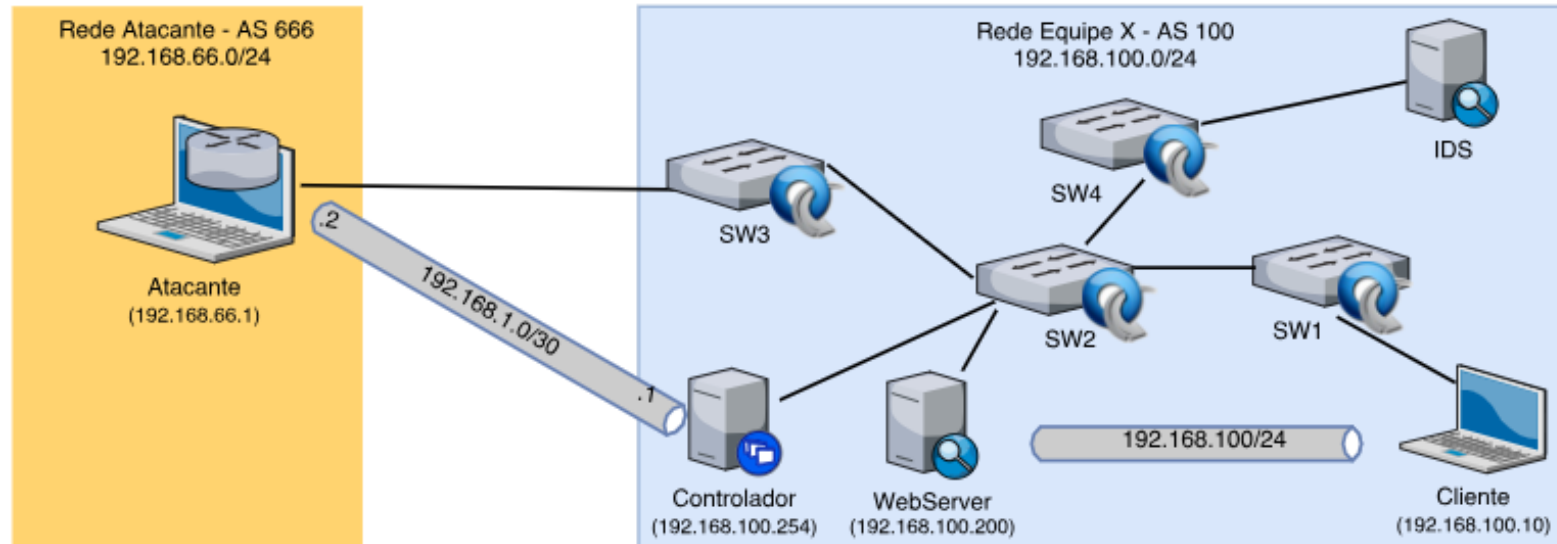 Rede Atacante - AS 666
192.168.66.0/24
Rede Equipe X - AS 100
192.168.100.0/24
IDS
SW4
SW3
.2
192.168.1.0/30
.1
Atacante
(192.168.66.1)
SW2
SW1
192.168.100/24
Controlador
(192.168.100.254)
WebServer
(192.168.100.200)
Cliente
(192.168.100.10)